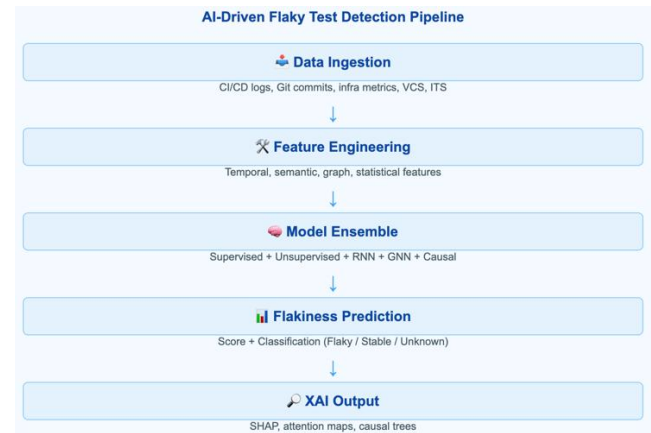 AI-Driven Flaky Test Detection Pipeline
Data Ingestion
CI/CD logs, Git commits, infra metrics, VCS, ITS
Feature Engineering
Temporal, semantic, graph, statistical features
Model Ensemble
Supervised + Unsupervised + RNN + GNN + Causal
Flakiness Prediction
Score + Classification (Flaky / Stable / Unknown)
XAI Output
SHAP, attention maps, causal trees